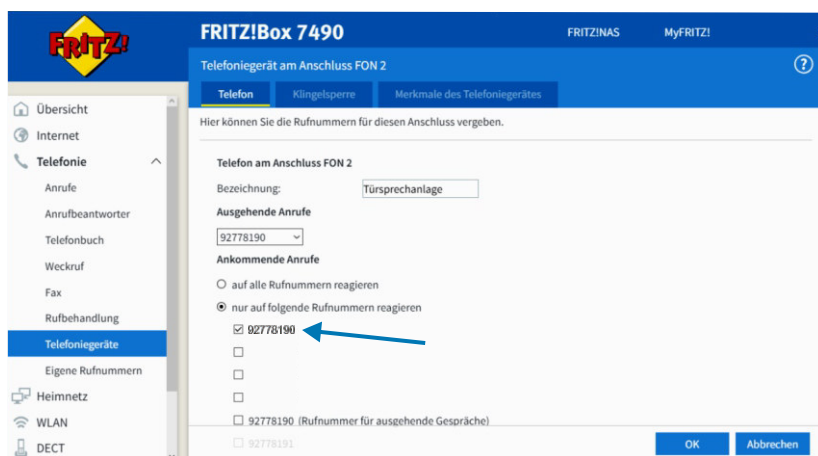 FRITZ!
FRITZ!Box 7490
FRITZ!NAS
MyFRITZ!
Telefoniegerät am Anschluss FON 2
?
Telefon
Klingelsperre
Merkmale des Telefoniegerätes
Übersicht
Internet
Telefonie
Anrufe
Anrufbeantworter
Telefonbuch
Weckruf
Fax
Rufbehandlung
Telefoniegeräte
Eigene Rufnummern
Heimnetz
WLAN
DECT
Hier können Sie die Rufnummern für diesen Anschluss vergeben.
Telefon am Anschluss FON 2
Bezeichnung: Türsprechanlage
Ausgehende Anrufe
92778190
Ankommende Anrufe
auf alle Rufnummern reagieren
nur auf folgende Rufnummern reagieren
92778190
92778190 (Rufnummer für ausgehende Gespräche)
92778191
OK
Abbrechen